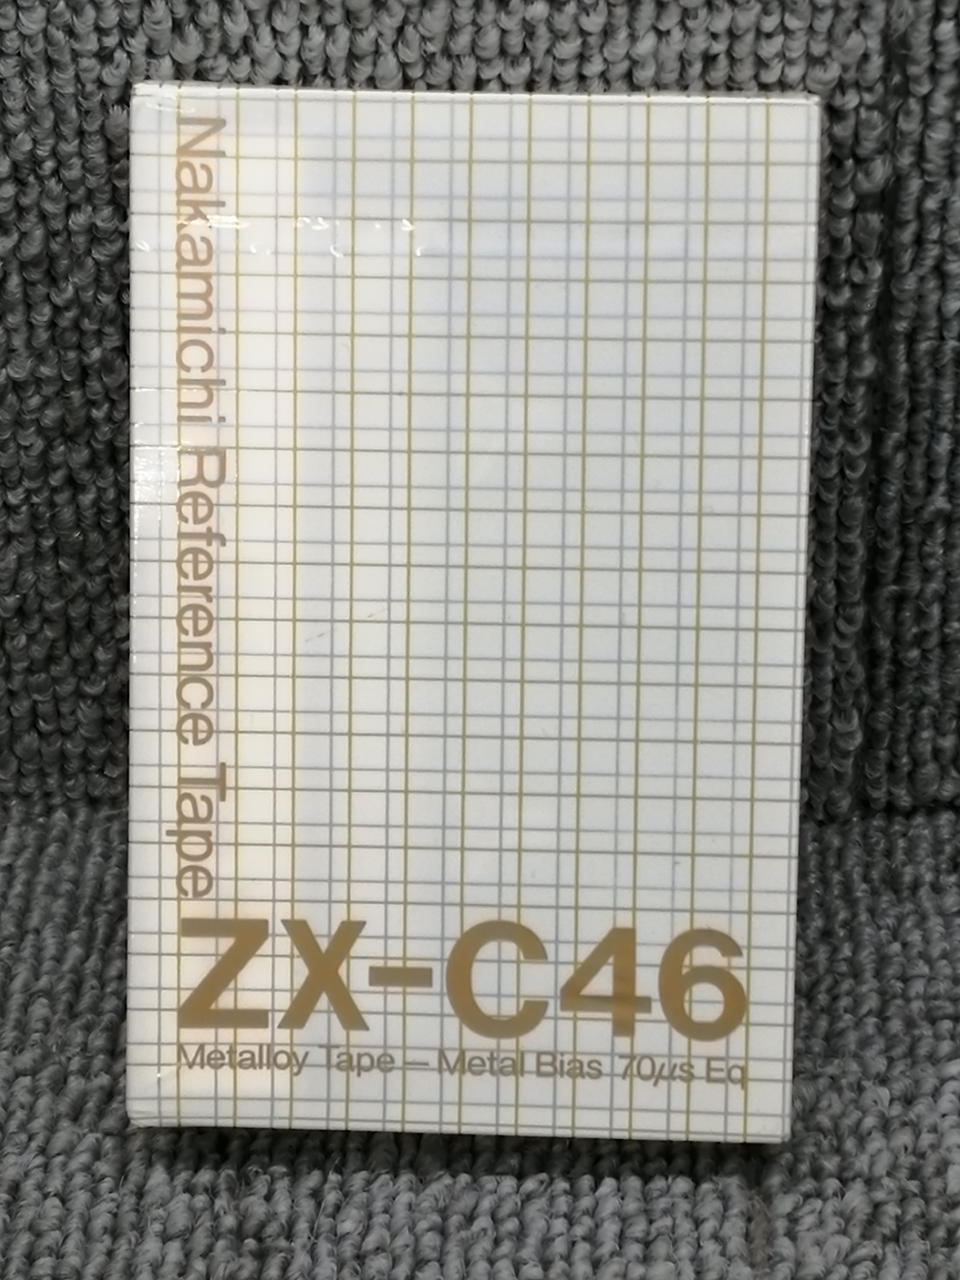 Nakamichi Reference Tape
ZX-C46
Metalloy Tape – Metal Bias 70μs Eq